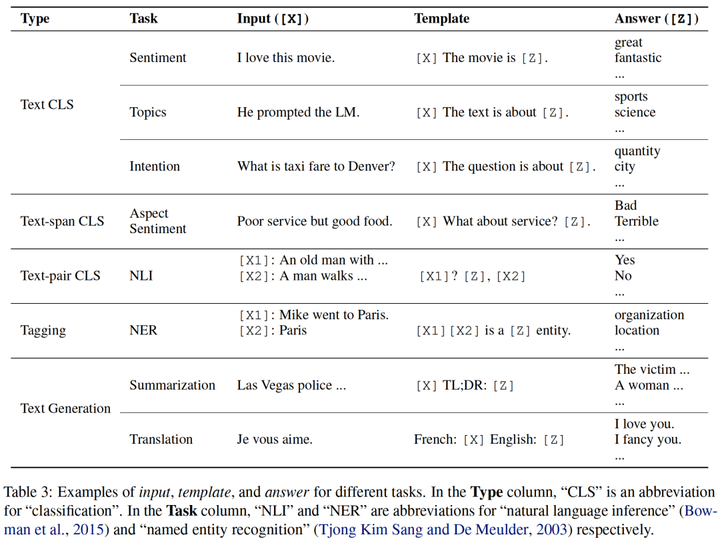 Type Task Input ([X]) Template Answer ([Z])
Text CLS
Sentiment I love this movie. [X] The movie is [Z].
great
fantastic
...
Topics He prompted the LM. [X] The text is about [Z].
sports
science
...
Intention What is taxi fare to Denver? [X] The question is about [Z].
quantity
city
...
Text-span CLS
Aspect
Sentiment
Poor service but good food. [X] What about service? [Z].
Bad
Terrible
...
Text-pair CLS NLI
[X1]: An old man with ...
[X2]: A man walks ...
[X1]? [Z], [X2]
Yes
No
...
Tagging NER
[X1]: Mike went to Paris.
[X2]: Paris
[X1][X2] is a [Z] entity.
organization
location
...
Text Generation
Summarization Las Vegas police ... [X] TL;DR: [Z]
The victim ...
A woman ...
...
Translation Je vous aime. French: [X] English: [Z]
I love you.
I fancy you.
...
Table 3: Examples of input, template, and answer for different tasks. In the Type column, “CLS” is an abbreviation
for “classification”. In the Task column, “NLI” and “NER” are abbreviations for “natural language inference” (Bow-
man et al., 2015) and “named entity recognition” (Tjong Kim Sang and De Meulder, 2003) respectively.